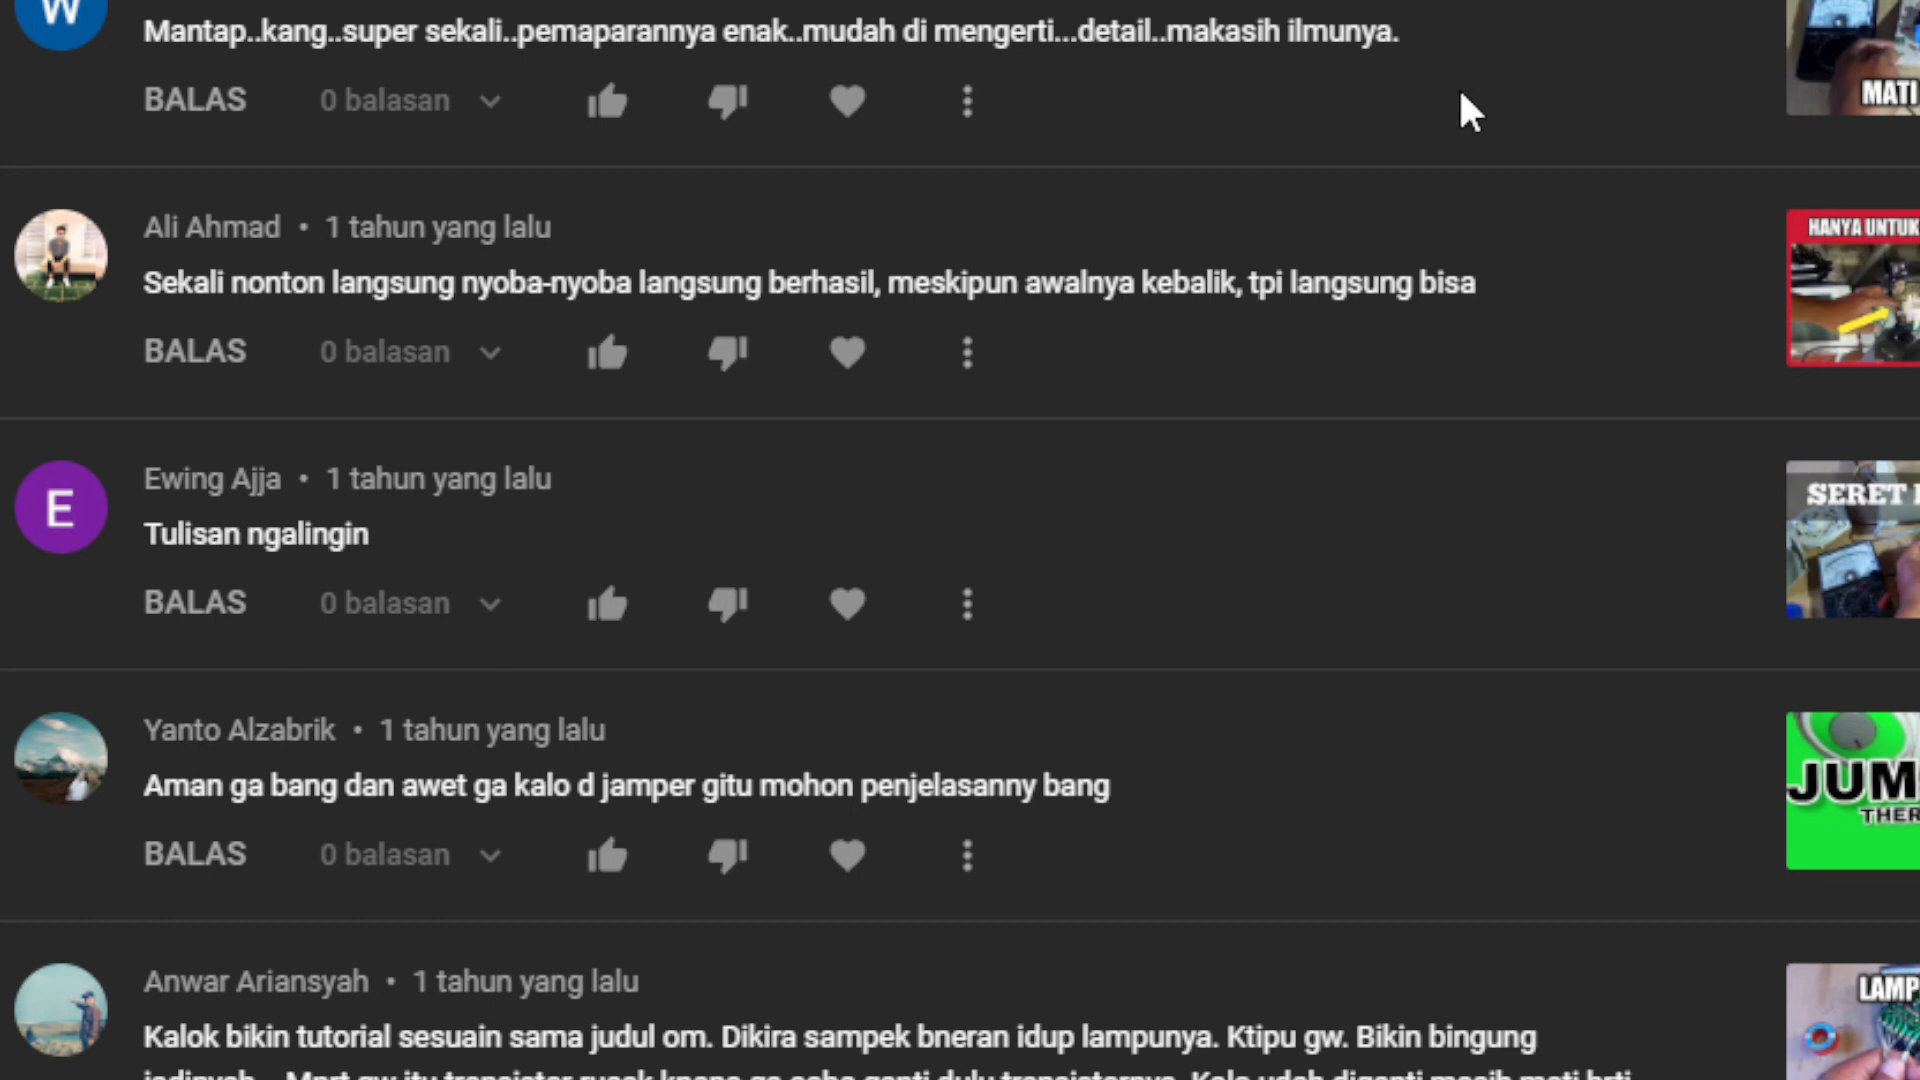 W
Mantap..kang..super sekali..pemaparannya enak..mudah di mengerti...detail..makasih ilmunya.
BALAS 0 balasan
MATI
Ali Ahmad • 1 tahun yang lalu
HANYA UNTUK
Sekali nonton langsung nyoba-nyoba langsung berhasil, meskipun awalnya kebalik, tpi langsung bisa
BALAS 0 balasan
E
Ewing Ajja • 1 tahun yang lalu
SERET
Tulisan ngalingin
BALAS 0 balasan
Yanto Alzabrik • 1 tahun yang lalu
Aman ga bang dan awet ga kalo d jamper gitu mohon penjelasanny bang
JUM
THER
BALAS 0 balasan
Anwar Ariansyah • 1 tahun yang lalu
LAMP
Kalok bikin tutorial sesuain sama judul om. Dikira sampek bneran idup lampunya. Ktipu gw. Bikin bingung